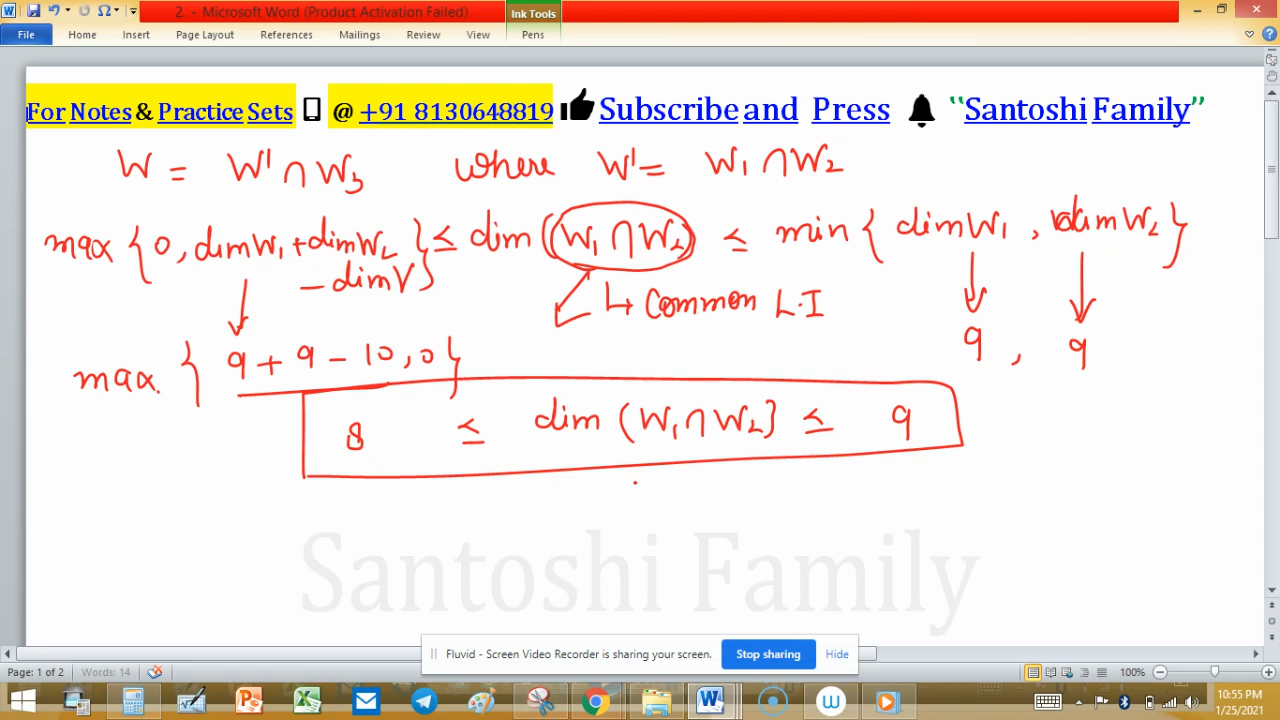 2. - Microsoft Word (Product Activation Failed)
Ink Tools
File Home Insert Page Layout References Mailings Review View Pens
For Notes & Practice Sets @ +91 8130648819 Subscribe and Press "Santoshi Family"
W = W' ∩ W3 where W' = W1 ∩ W2
max {0, dimW1 + dimW2 - dimV} ≤ dim (W1 ∩ W2) ≤ min { dimW1 , dimW2 }
↳ Common L.I
9 , 9
max. { 9 + 9 - 10, 0 }
8 ≤ dim (W1 ∩ W2) ≤ 9
Santoshi Family
Fluvid - Screen Video Recorder is sharing your screen. Stop sharing Hide
Page: 1 of 2 Words: 14 100%
10:55 PM
1/25/2021